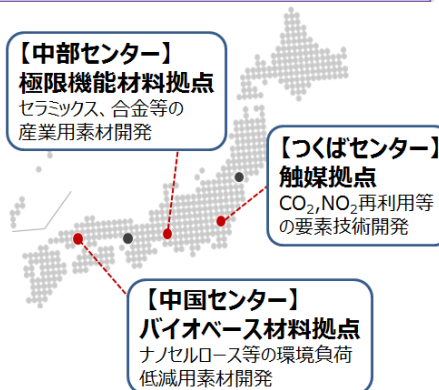 【中部センター】
極限機能材料拠点
セラミックス、合金等の
産業用素材開発
【つくばセンター】
触媒拠点
CO₂,NO₂再利用等
の要素技術開発
【中国センター】
バイオベース材料拠点
ナノセルロース等の環境負荷
低減用素材開発